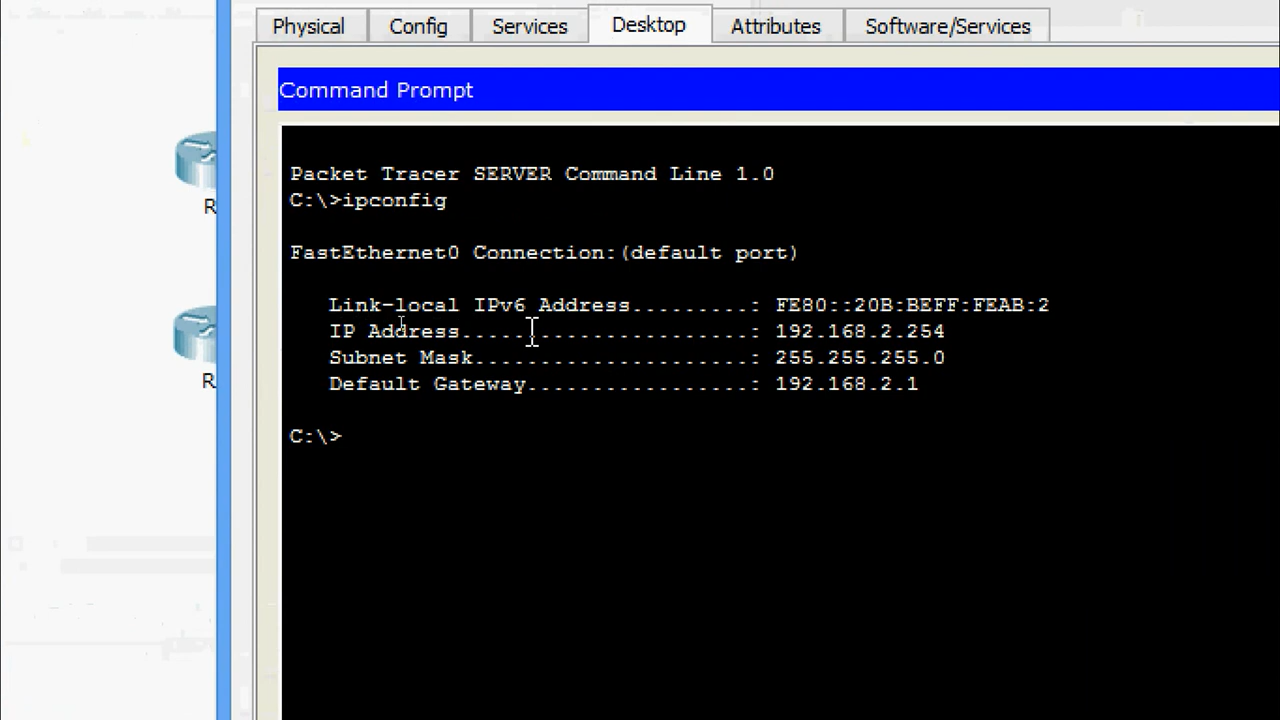 Physical Config Services Desktop Attributes Software/Services
Command Prompt
Packet Tracer SERVER Command Line 1.0
C:\>ipconfig
FastEthernet0 Connection:(default port)
Link-local IPv6 Address.........: FE80::20B:BEFF:FEAB:2
IP Address......................: 192.168.2.254
Subnet Mask.....................: 255.255.255.0
Default Gateway.................: 192.168.2.1
C:\>
R
R